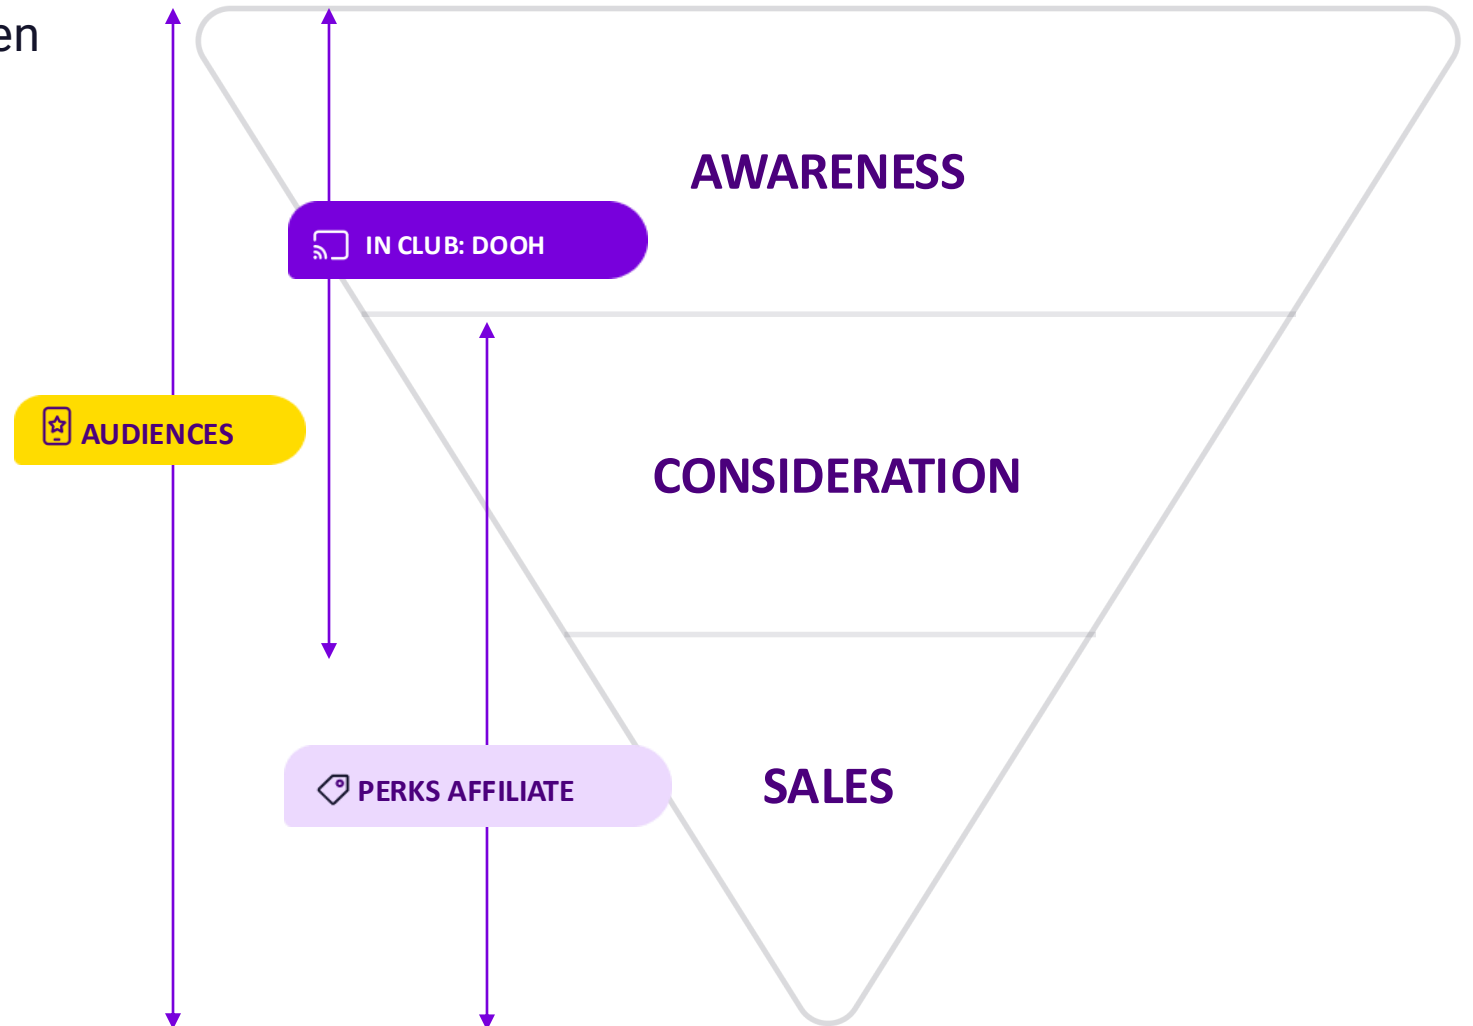 en
AWARENESS
IN CLUB: DOOH
AUDIENCES
CONSIDERATION
PERKS AFFILIATE
SALES